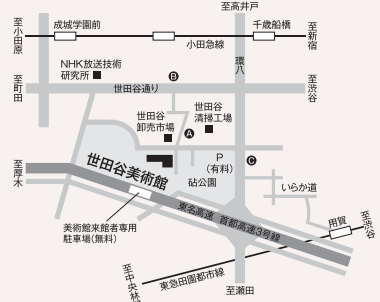 至高井戸
成城学園前
千歳船橋
至小田原
小田急線
至新宿
環八
NHK放送技術
研究所
B
至町田
世田谷通り
至渋谷
世田谷
卸売市場
世田谷
清掃工場
A
世田谷美術館
P
(有料)
C
砧公園
至厚木
いらか道
美術館来館者専用
駐車場(無料)
東名高速
首都高速3号線
用賀
至渋谷
至中央林
東急田園都市線
至瀬田